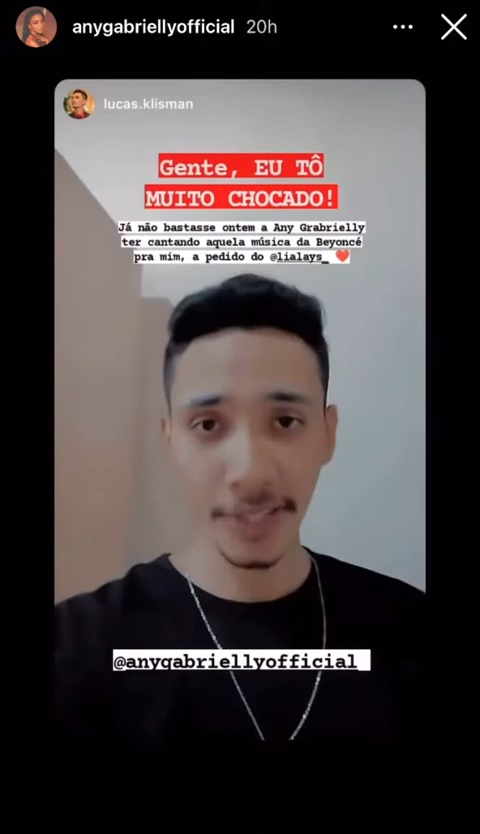 anygabriellyofficial 20h
lucas.klisman
Gente, EU TÔ
MUITO CHOCADO!
Já não bastasse ontem a Any Grabrielly
ter cantando aquela música da Beyoncé
pra mim, a pedido do @lialays_ ❤️
@anygabriellyofficial